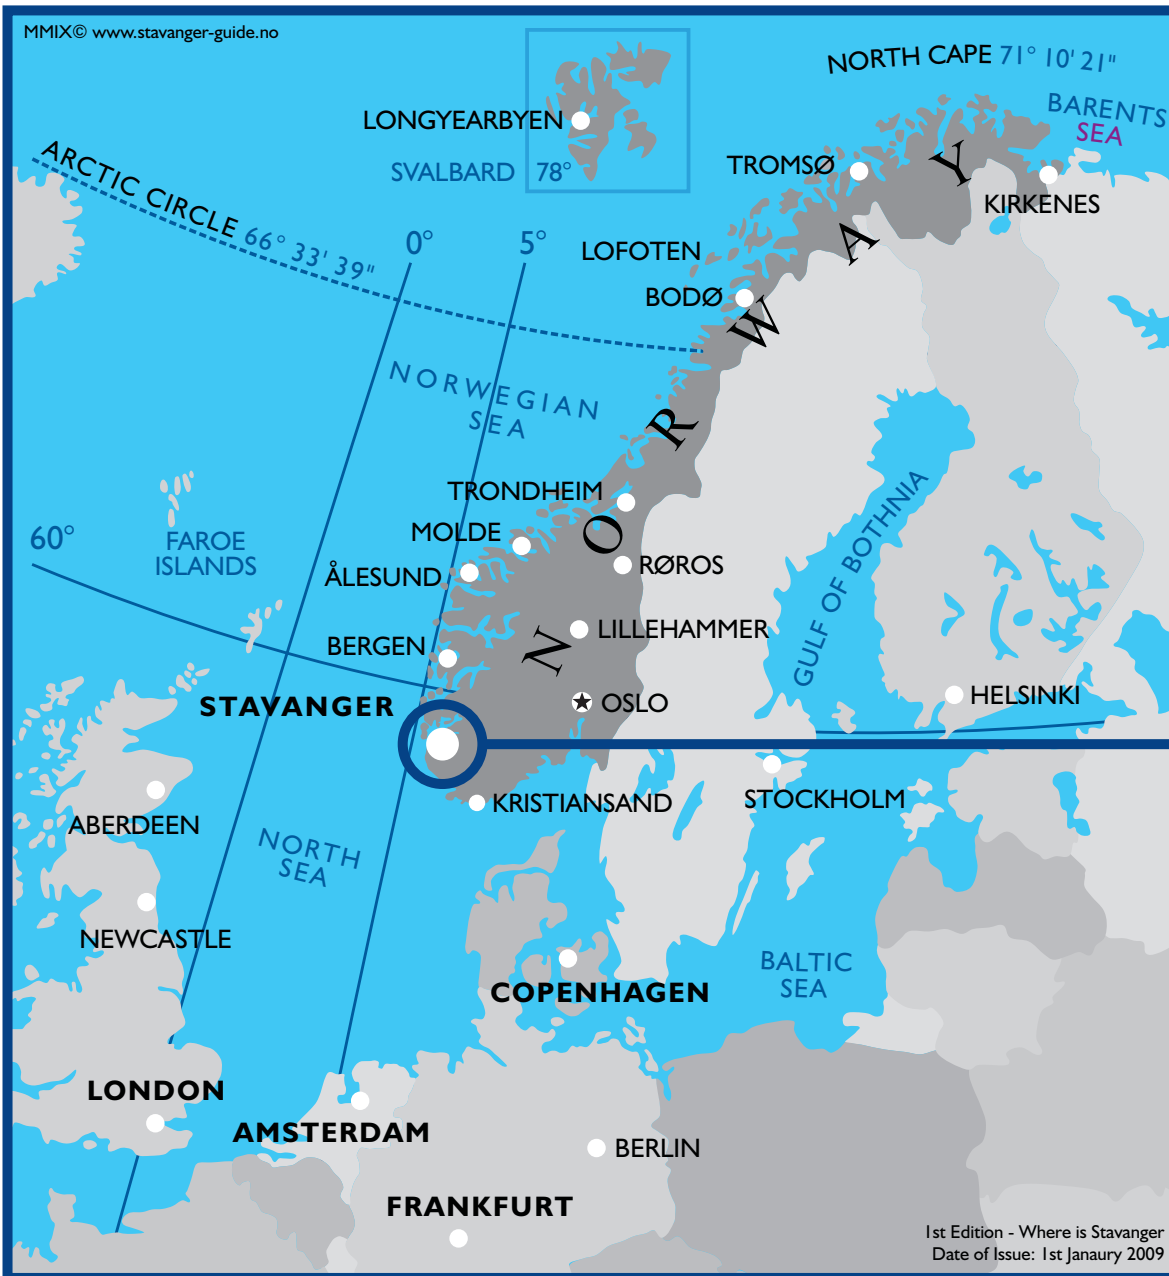 MMIX© www.stavanger-guide.no
NORTH CAPE 71° 10' 21"
BARENTS
SEA
LONGYEARBYEN
SVALBARD 78°
TROMSØ
KIRKENES
ARCTIC CIRCLE 66° 33' 39"
0°
5°
LOFOTEN
BODØ
NORWAY
NORWEGIAN
SEA
TRONDHEIM
MOLDE
60°
FAROE
ISLANDS
ÅLESUND
RØROS
GULF OF BOTHNIA
BERGEN
LILLEHAMMER
STAVANGER
OSLO
HELSINKI
KRISTIANSAND
STOCKHOLM
ABERDEEN
NORTH
SEA
NEWCASTLE
COPENHAGEN
BALTIC
SEA
LONDON
AMSTERDAM
BERLIN
FRANKFURT
1st Edition - Where is Stavanger
Date of Issue: 1st Janaury 2009